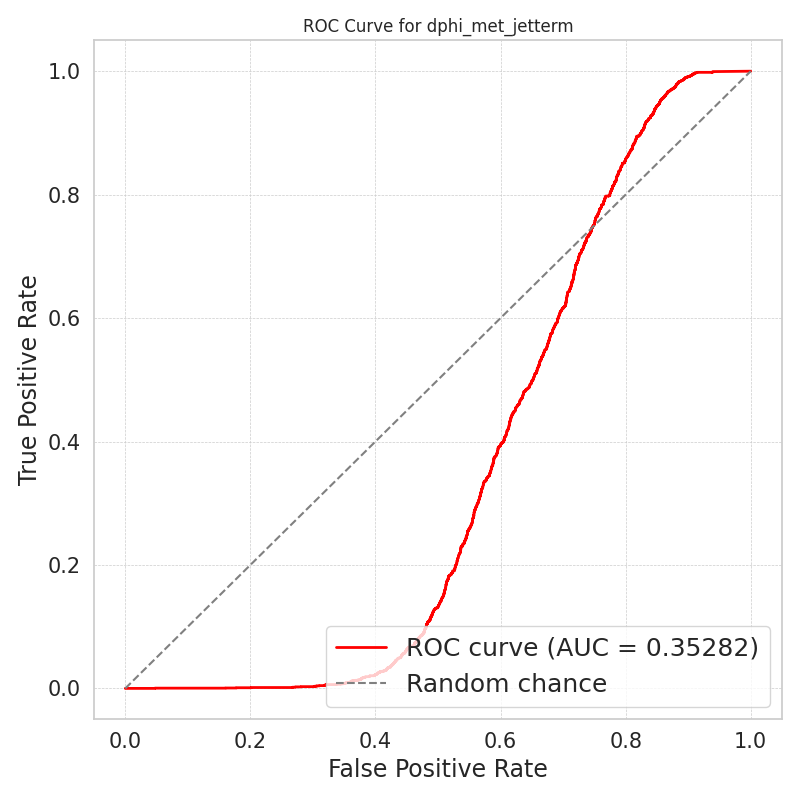 ROC Curve for dphi_met_jetterm
True Positive Rate
1.0
0.8
0.6
0.4
0.2
0.0
ROC curve (AUC = 0.35282)
Random chance
0.0 0.2 0.4 0.6 0.8 1.0
False Positive Rate